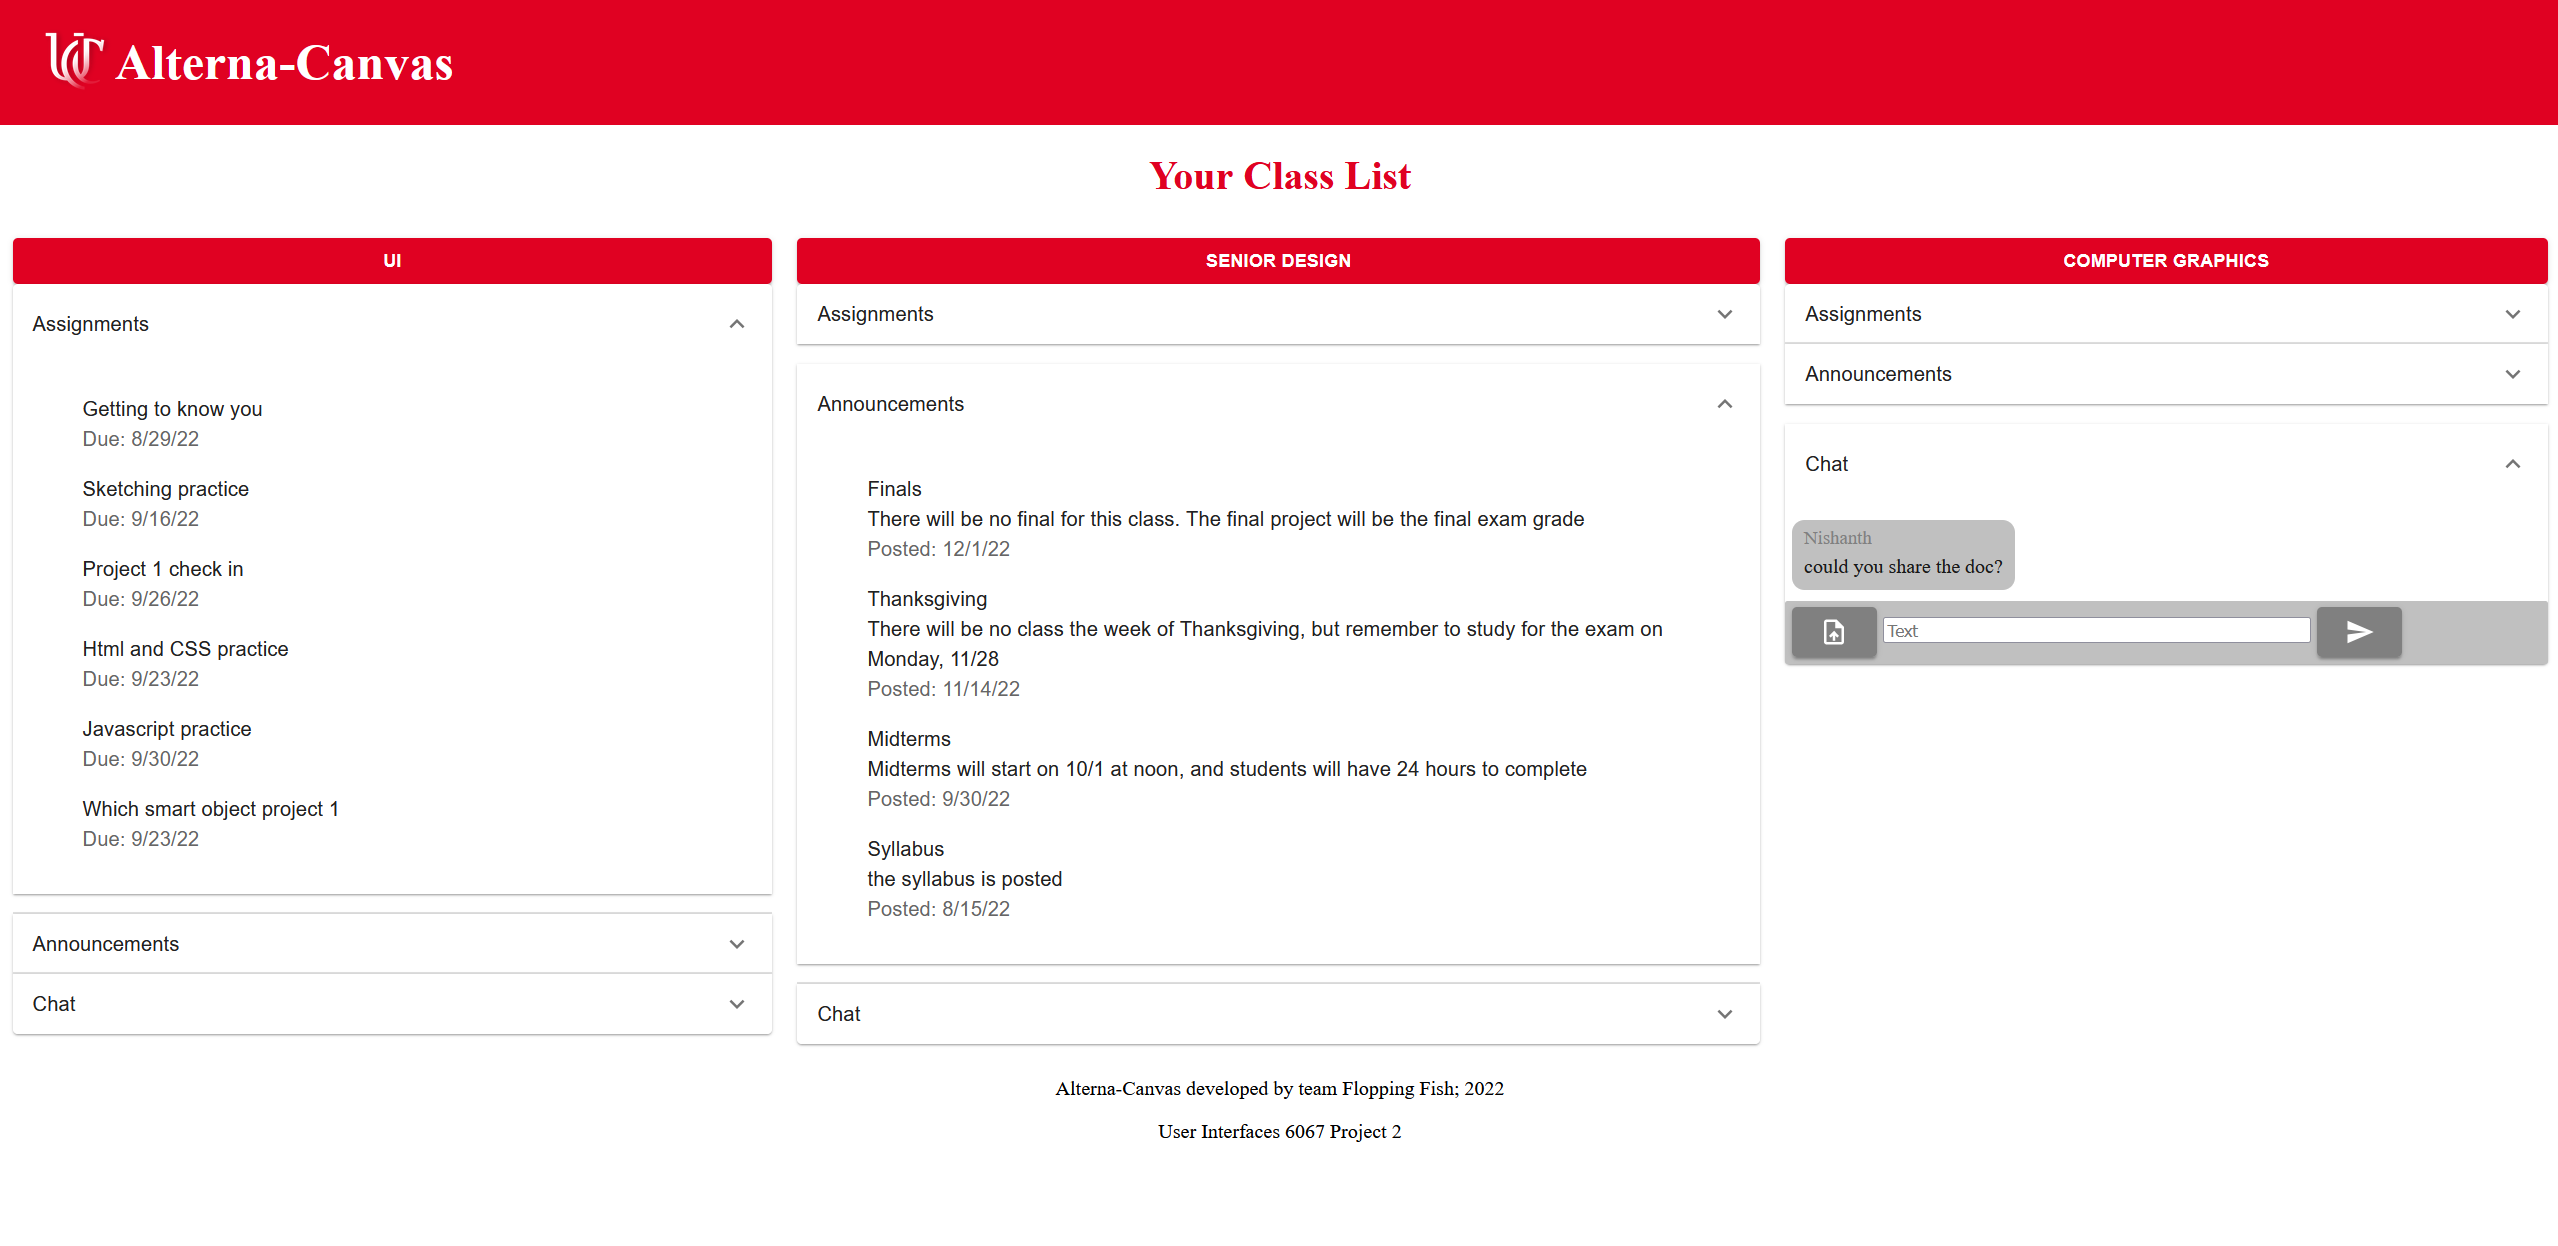 UC Alterna-Canvas
Your Class List
UI
Assignments
Getting to know you
Due: 8/29/22
Sketching practice
Due: 9/16/22
Project 1 check in
Due: 9/26/22
Html and CSS practice
Due: 9/23/22
Javascript practice
Due: 9/30/22
Which smart object project 1
Due: 9/23/22
Announcements
Chat
SENIOR DESIGN
Assignments
Announcements
Finals
There will be no final for this class. The final project will be the final exam grade
Posted: 12/1/22
Thanksgiving
There will be no class the week of Thanksgiving, but remember to study for the exam on
Monday, 11/28
Posted: 11/14/22
Midterms
Midterms will start on 10/1 at noon, and students will have 24 hours to complete
Posted: 9/30/22
Syllabus
the syllabus is posted
Posted: 8/15/22
Chat
COMPUTER GRAPHICS
Assignments
Announcements
Chat
Nishanth
could you share the doc?
Text
Alterna-Canvas developed by team Flopping Fish; 2022
User Interfaces 6067 Project 2